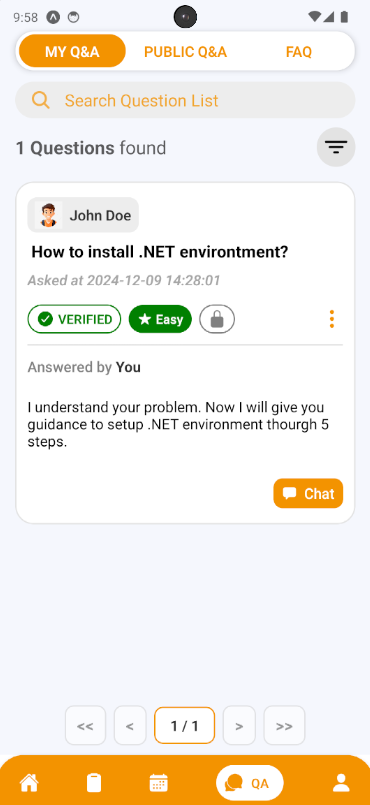 9:58
MY Q&A PUBLIC Q&A FAQ
Search Question List
1 Questions found
John Doe
How to install .NET environtment?
Asked at 2024-12-09 14:28:01
VERIFIED Easy
Answered by You
I understand your problem. Now I will give you
guidance to setup .NET environment thourgh 5
steps.
Chat
<< < 1 / 1 > >>
QA